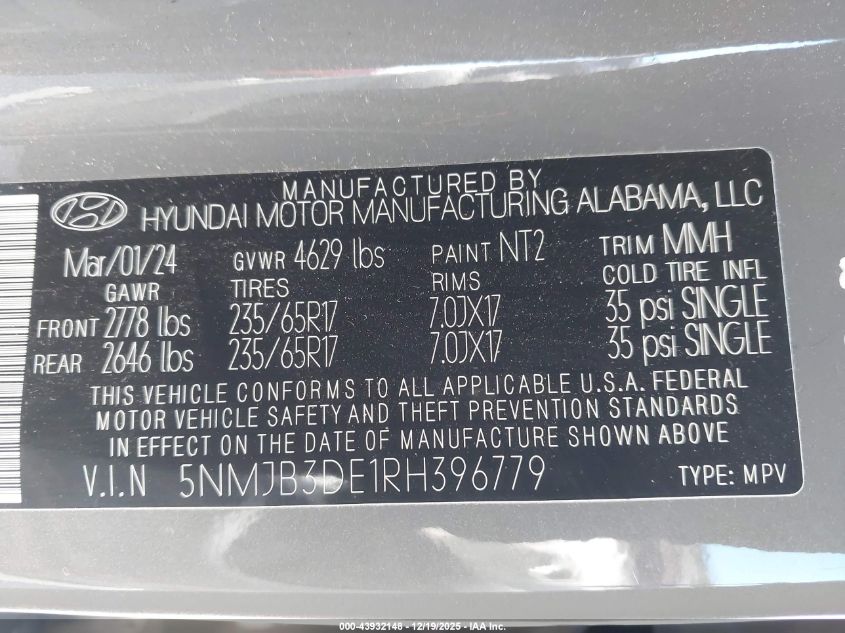 MANUFACTURED BY
HYUNDAI MOTOR MANUFACTURING ALABAMA, LLC
Mar/01/24 GVWR 4629 lbs PAINT NT2 TRIM MMH
GAWR TIRES RIMS COLD TIRE INFL
FRONT 2778 lbs 235/65R17 7.0JX17 35 psi SINGLE
REAR 2646 lbs 235/65R17 7.0JX17 35 psi SINGLE
THIS VEHICLE CONFORMS TO ALL APPLICABLE U.S.A. FEDERAL
MOTOR VEHICLE SAFETY AND THEFT PREVENTION STANDARDS
IN EFFECT ON THE DATE OF MANUFACTURE SHOWN ABOVE
V.I.N 5NMJB3DE1RH396779 TYPE: MPV
000-43932148 - 12/19/2025 - IAA Inc.